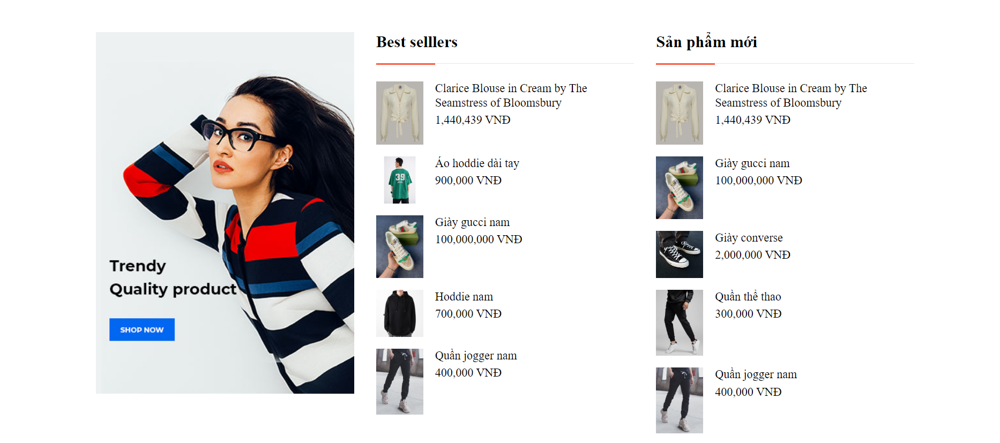 Trendy
Quality product
SHOP NOW
Best selllers
Clarice Blouse in Cream by The
Seamstress of Bloomsbury
1,440,439 VNĐ
Áo hoddie dài tay
900,000 VNĐ
39
Giày gucci nam
100,000,000 VNĐ
Hoddie nam
700,000 VNĐ
Quần jogger nam
400,000 VNĐ
Sản phẩm mới
Clarice Blouse in Cream by The
Seamstress of Bloomsbury
1,440,439 VNĐ
Giày gucci nam
100,000,000 VNĐ
Giày converse
2,000,000 VNĐ
Quần thể thao
300,000 VNĐ
Quần jogger nam
400,000 VNĐ